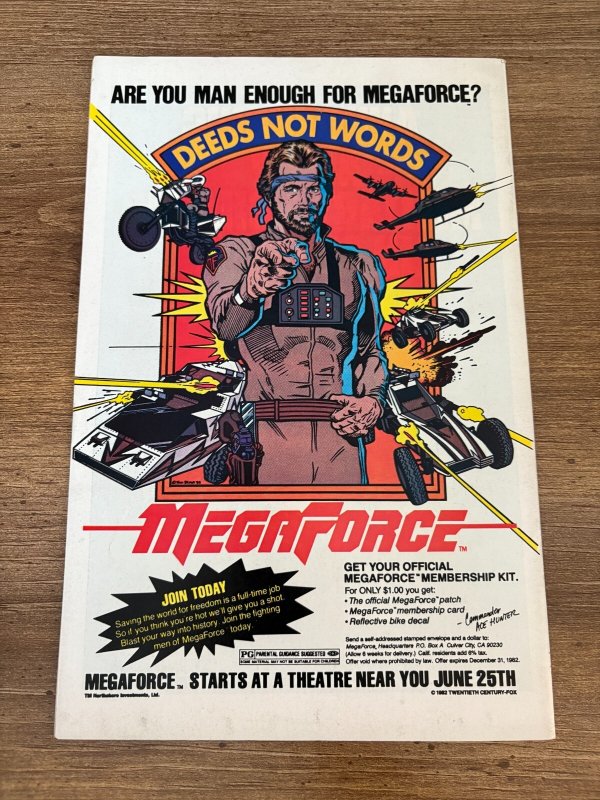 ARE YOU MAN ENOUGH FOR MEGAFORCE?
DEEDS NOT WORDS
MEGAFORCE™
JOIN TODAY
Saving the world for freedom is a full-time job
So if you think you're hot we'll give you a shot.
Blast your way into history. Join the fighting
men of MegaForce™ today.
GET YOUR OFFICIAL
MEGAFORCE™ MEMBERSHIP KIT.
For ONLY $1.00 you get:
• The official MegaForce™ patch
• MegaForce™ membership card
• Reflective bike decal
- Commander
ACE HUNTER
Send a self-addressed stamped envelope and a dollar to:
MegaForce, Headquarters P.O. Box A Culver City, CA 90230
(Allow 6 weeks for delivery.) Calif. residents add 6% tax.
Offer void where prohibited by law. Offer expires December 31, 1982.
PG PARENTAL GUIDANCE SUGGESTED
SOME MATERIAL MAY NOT BE SUITABLE FOR CHILDREN
MEGAFORCE™ STARTS AT A THEATRE NEAR YOU JUNE 25TH
TM Northshore Investments, Ltd.
© 1982 TWENTIETH CENTURY-FOX